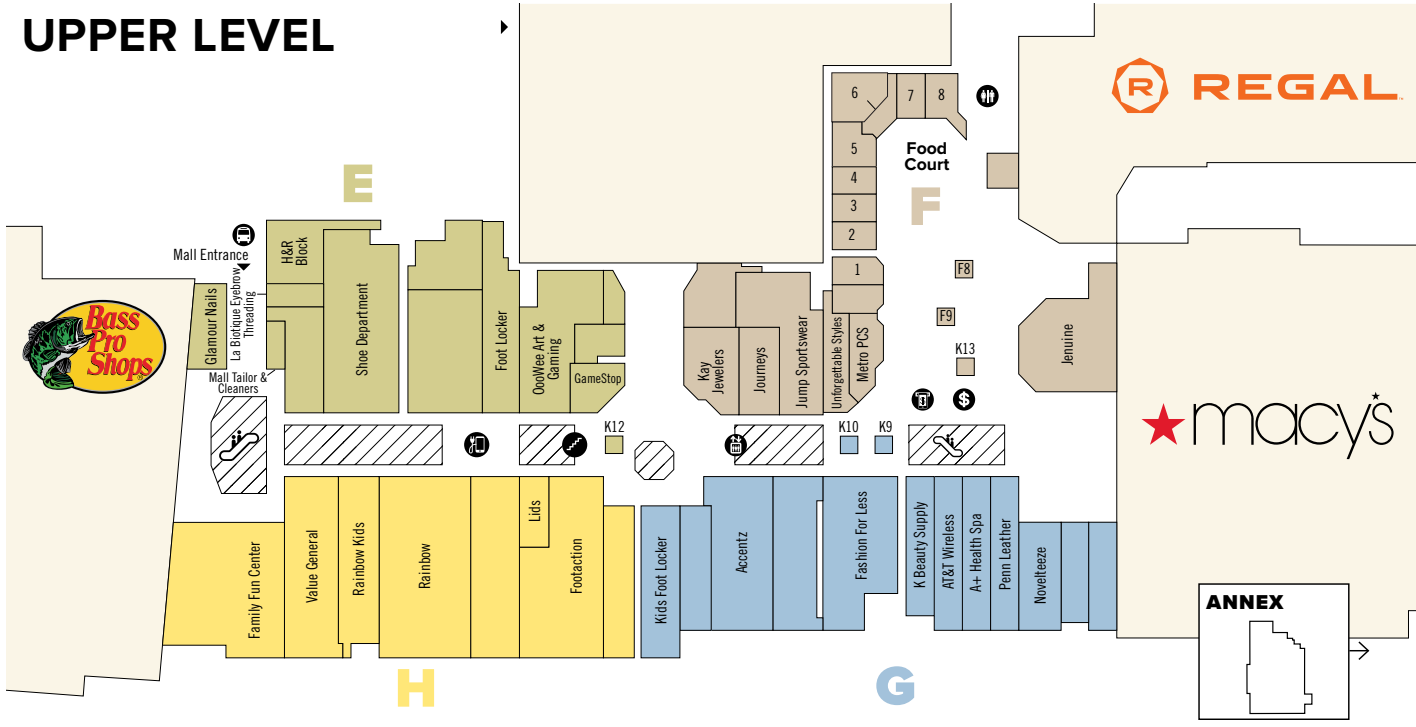 UPPER LEVEL
R REGAL
6
7
8
5
Food
Court
4
3
2
1
E
F
Mall Entrance
H&R
Block
Glamour Nails
La Biotique Eyebrow
Threading
Mall Tailor &
Cleaners
Shoe Department
Foot Locker
OooWee Art &
Gaming
GameStop
Kay
Jewelers
Journeys
Jump Sportswear
Unforgettable Styles
Metro PCS
F8
F9
K13
Jenuine
Bass
Pro
Shops
macy's
K12
K10
K9
$
Family Fun Center
Value General
Rainbow Kids
Rainbow
Lids
Footaction
Kids Foot Locker
Accentz
Fashion For Less
K Beauty Supply
AT&T Wireless
A+ Health Spa
Penn Leather
Novelteeze
H
G
ANNEX